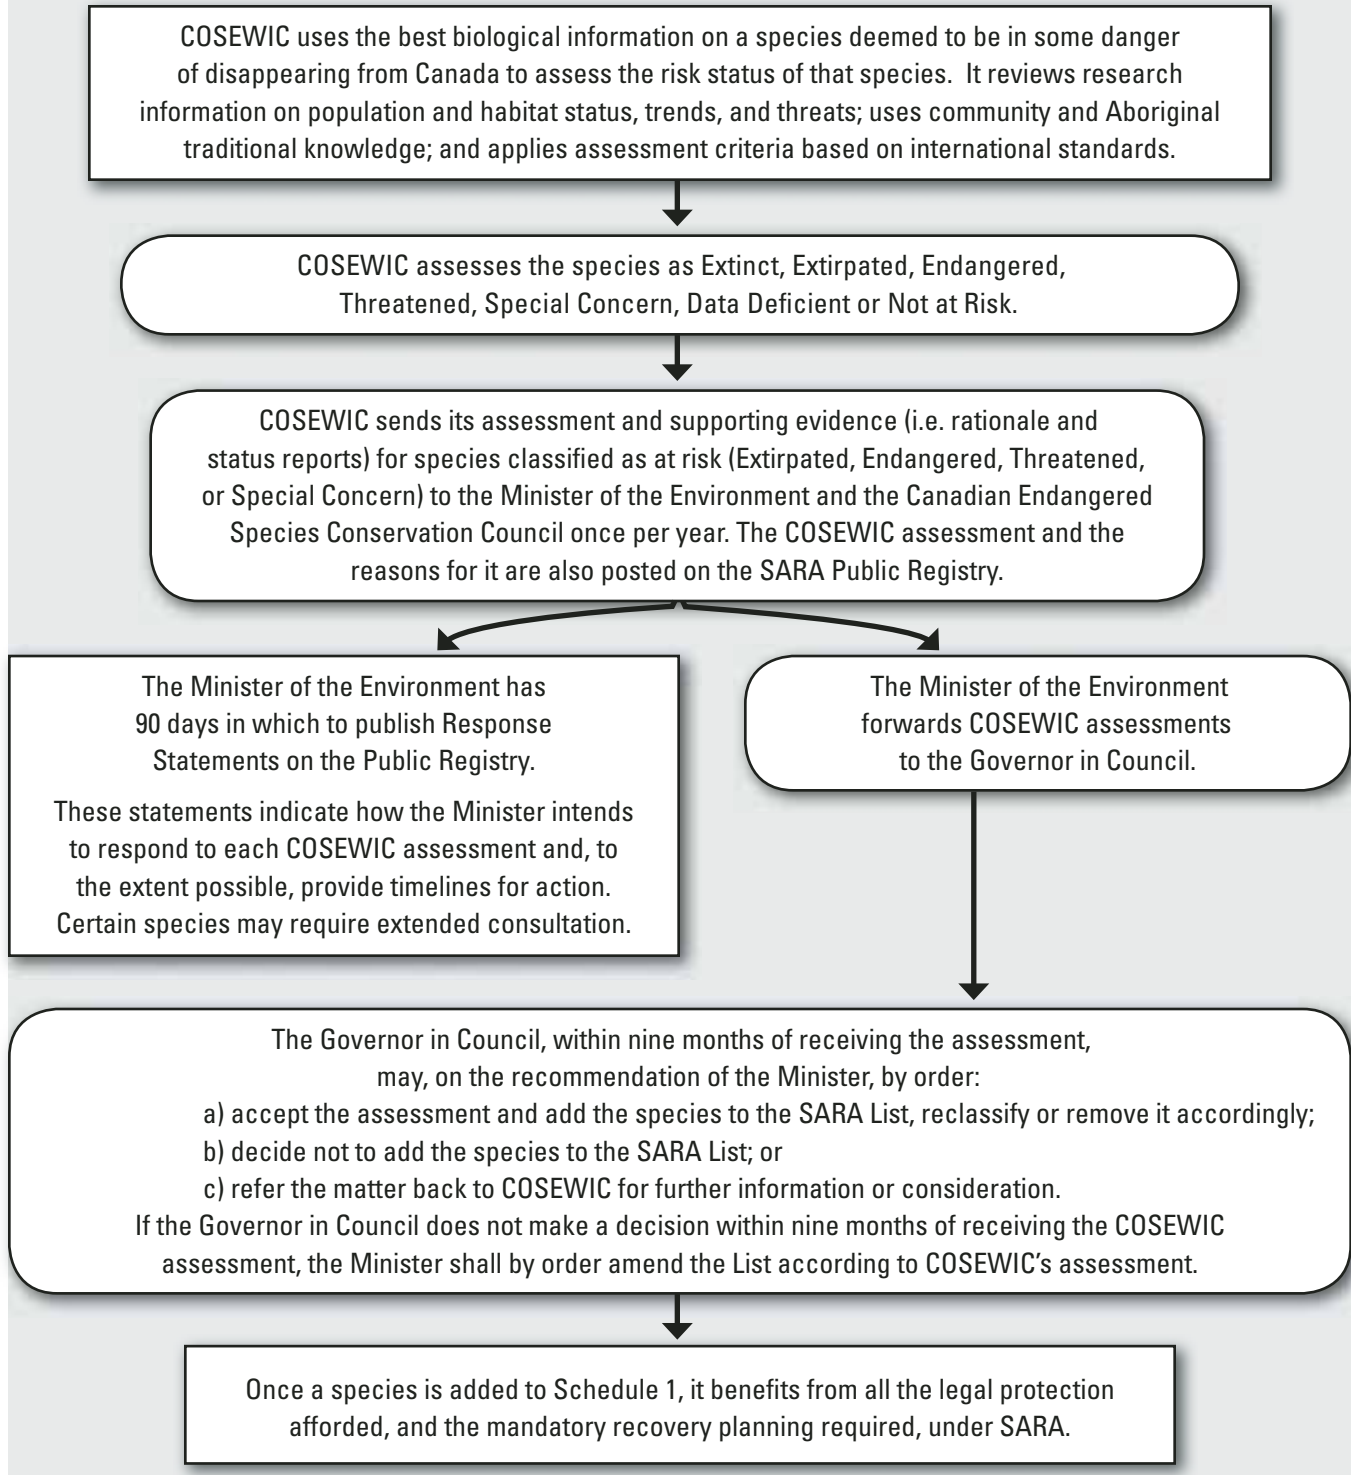 COSEWIC uses the best biological information on a species deemed to be in some danger
of disappearing from Canada to assess the risk status of that species.  It reviews research
information on population and habitat status, trends, and threats; uses community and Aboriginal
traditional knowledge; and applies assessment criteria based on international standards.
COSEWIC assesses the species as Extinct, Extirpated, Endangered,
Threatened, Special Concern, Data Deficient or Not at Risk.
COSEWIC sends its assessment and supporting evidence (i.e. rationale and
status reports) for species classified as at risk (Extirpated, Endangered, Threatened,
or Special Concern) to the Minister of the Environment and the Canadian Endangered
Species Conservation Council once per year. The COSEWIC assessment and the
reasons for it are also posted on the SARA Public Registry.
The Minister of the Environment has
90 days in which to publish Response
Statements on the Public Registry.
These statements indicate how the Minister intends
to respond to each COSEWIC assessment and, to
the extent possible, provide timelines for action.
Certain species may require extended consultation.
The Minister of the Environment
forwards COSEWIC assessments
to the Governor in Council.
The Governor in Council, within nine months of receiving the assessment,
may, on the recommendation of the Minister, by order:
a) accept the assessment and add the species to the SARA List, reclassify or remove it accordingly;
b) decide not to add the species to the SARA List; or
c) refer the matter back to COSEWIC for further information or consideration.
If the Governor in Council does not make a decision within nine months of receiving the COSEWIC
assessment, the Minister shall by order amend the List according to COSEWIC's assessment.
Once a species is added to Schedule 1, it benefits from all the legal protection
afforded, and the mandatory recovery planning required, under SARA.